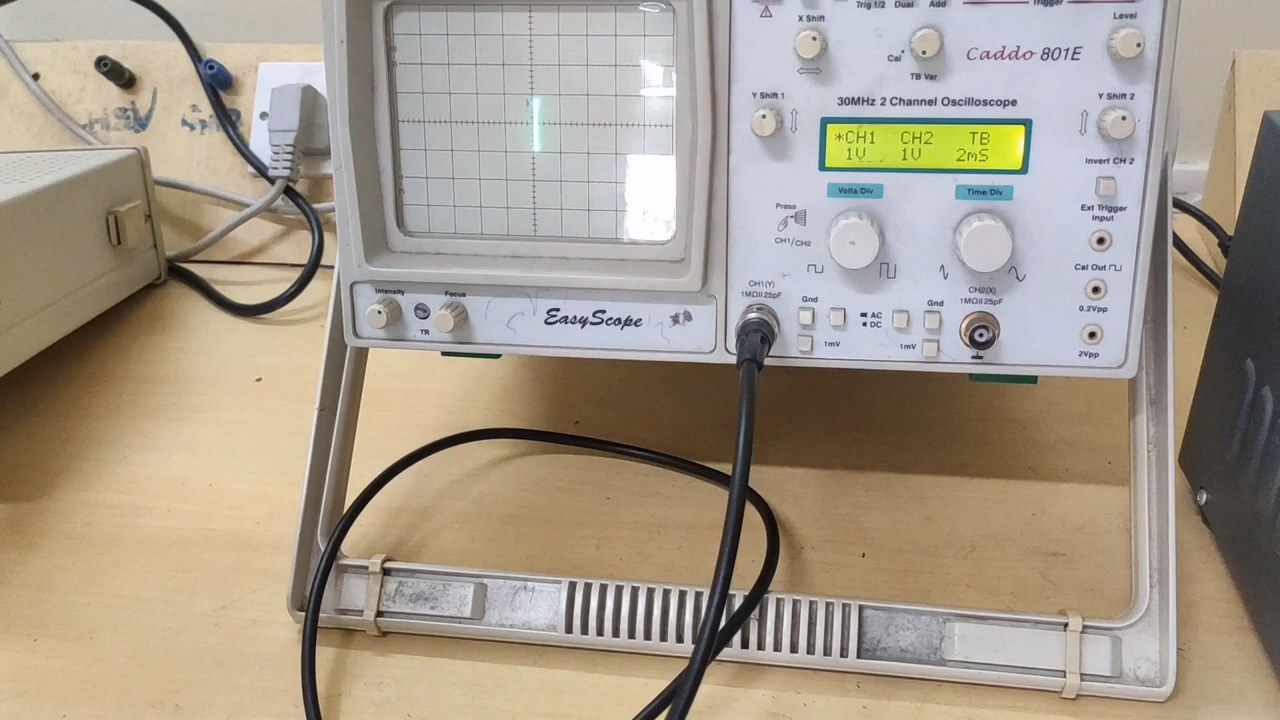 Trig 1/2 Dual Add
Trigger
X Shift
Level
Cal
TB Var
Caddo 801E
Y Shift 1
30MHz 2 Channel Oscilloscope
Y Shift 2
*CH1 CH2 TB
1V 1V 2mS
Invert CH 2
Volts/Div
Time/Div
Press
CH1/CH2
Ext Trigger
Input
Cal Out
0.2Vpp
2Vpp
CH1(Y)
1MΩ||25pF
CH2(X)
1MΩ||25pF
Gnd
AC
DC
Gnd
1mV
1mV
Intensity
Focus
TR
EasyScope